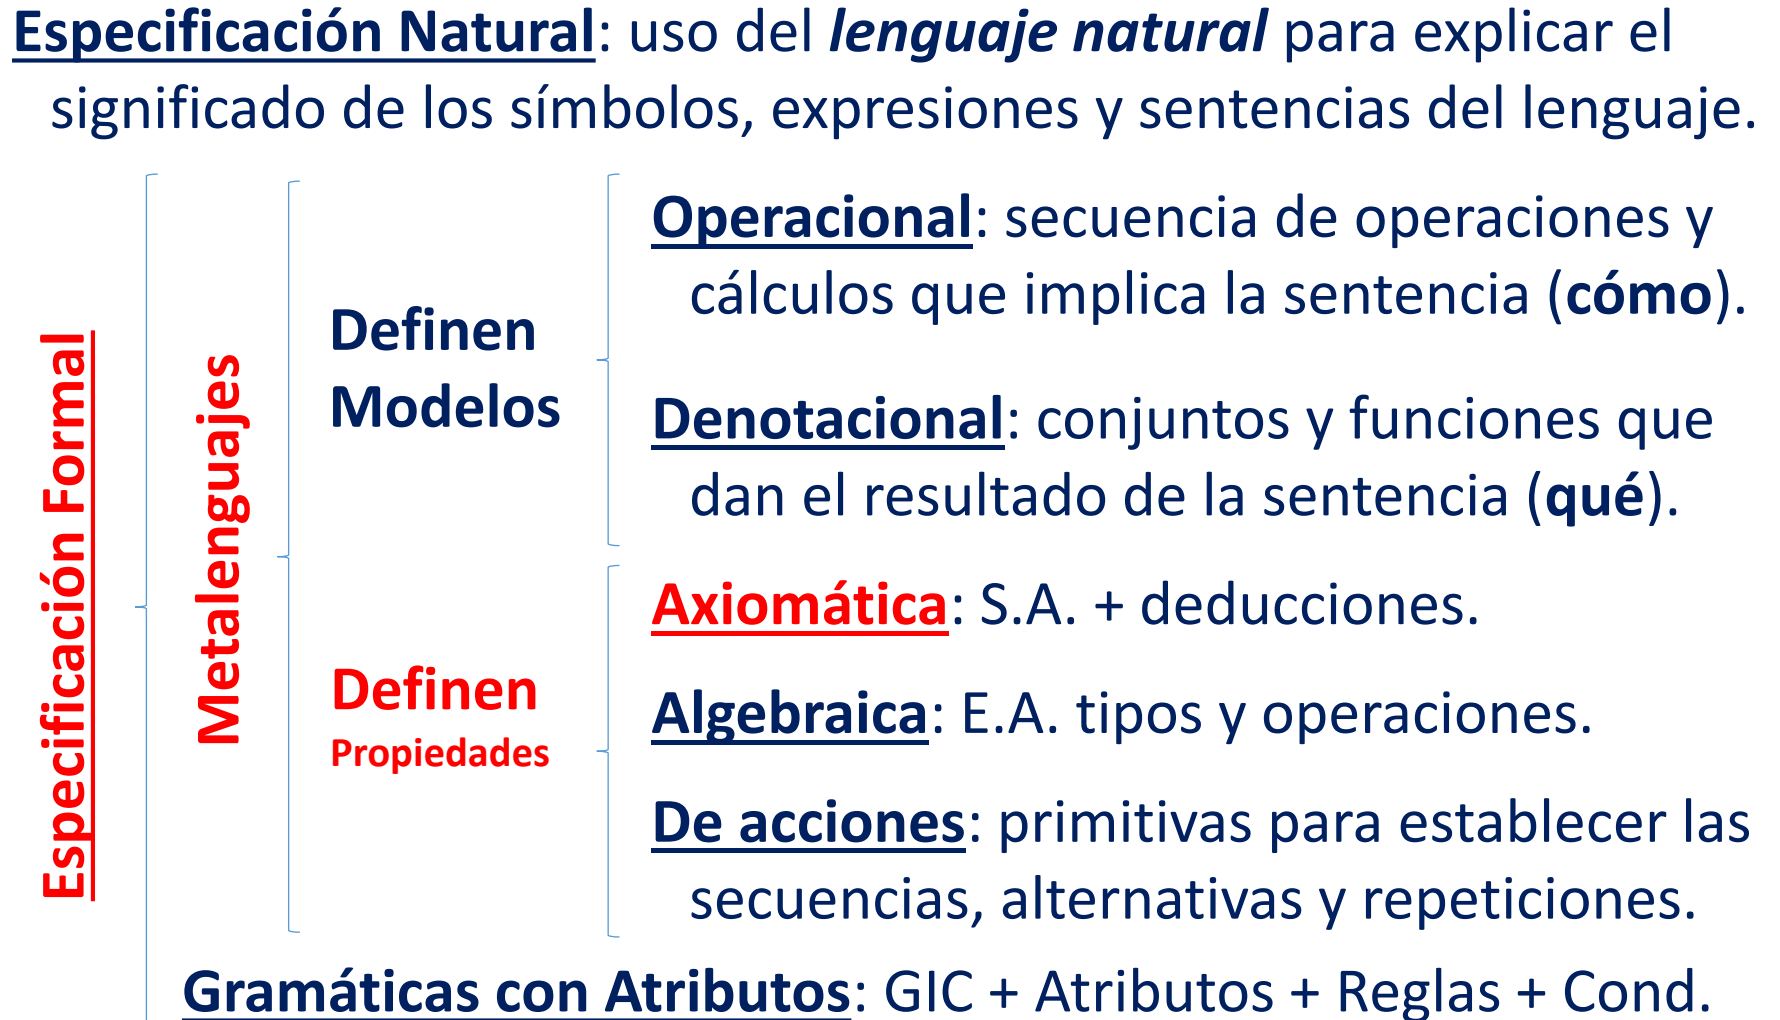 Especificación Natural: uso del lenguaje natural para explicar el
significado de los símbolos, expresiones y sentencias del lenguaje.
Especificación Formal
Metalenguajes
Definen
Modelos
Operacional: secuencia de operaciones y
cálculos que implica la sentencia (cómo).
Denotacional: conjuntos y funciones que
dan el resultado de la sentencia (qué).
Definen
Propiedades
Axiomática: S.A. + deducciones.
Algebraica: E.A. tipos y operaciones.
De acciones: primitivas para establecer las
secuencias, alternativas y repeticiones.
Gramáticas con Atributos: GIC + Atributos + Reglas + Cond.